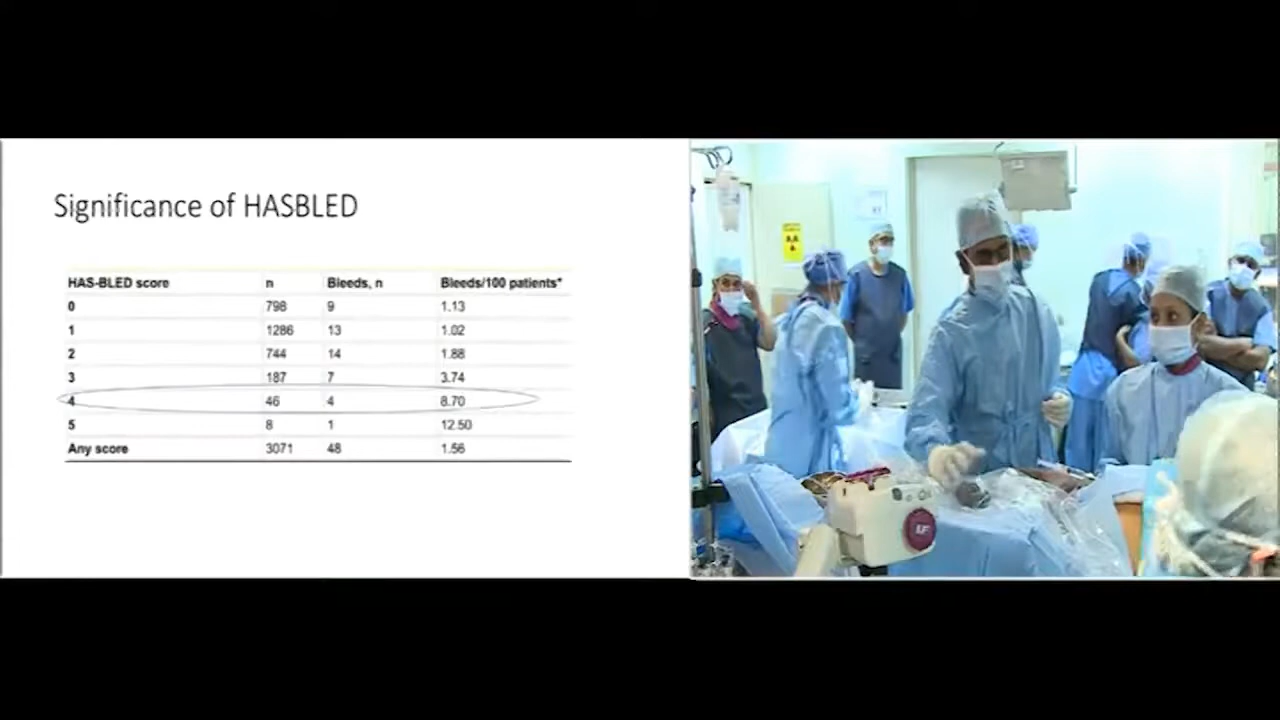 Significance of HASBLED
HAS-BLED score n Bleeds, n Bleeds/100 patients*
0 798 9 1.13
1 1286 13 1.02
2 744 14 1.88
3 187 7 3.74
4 46 4 8.70
5 8 1 12.50
Any score 3071 48 1.56